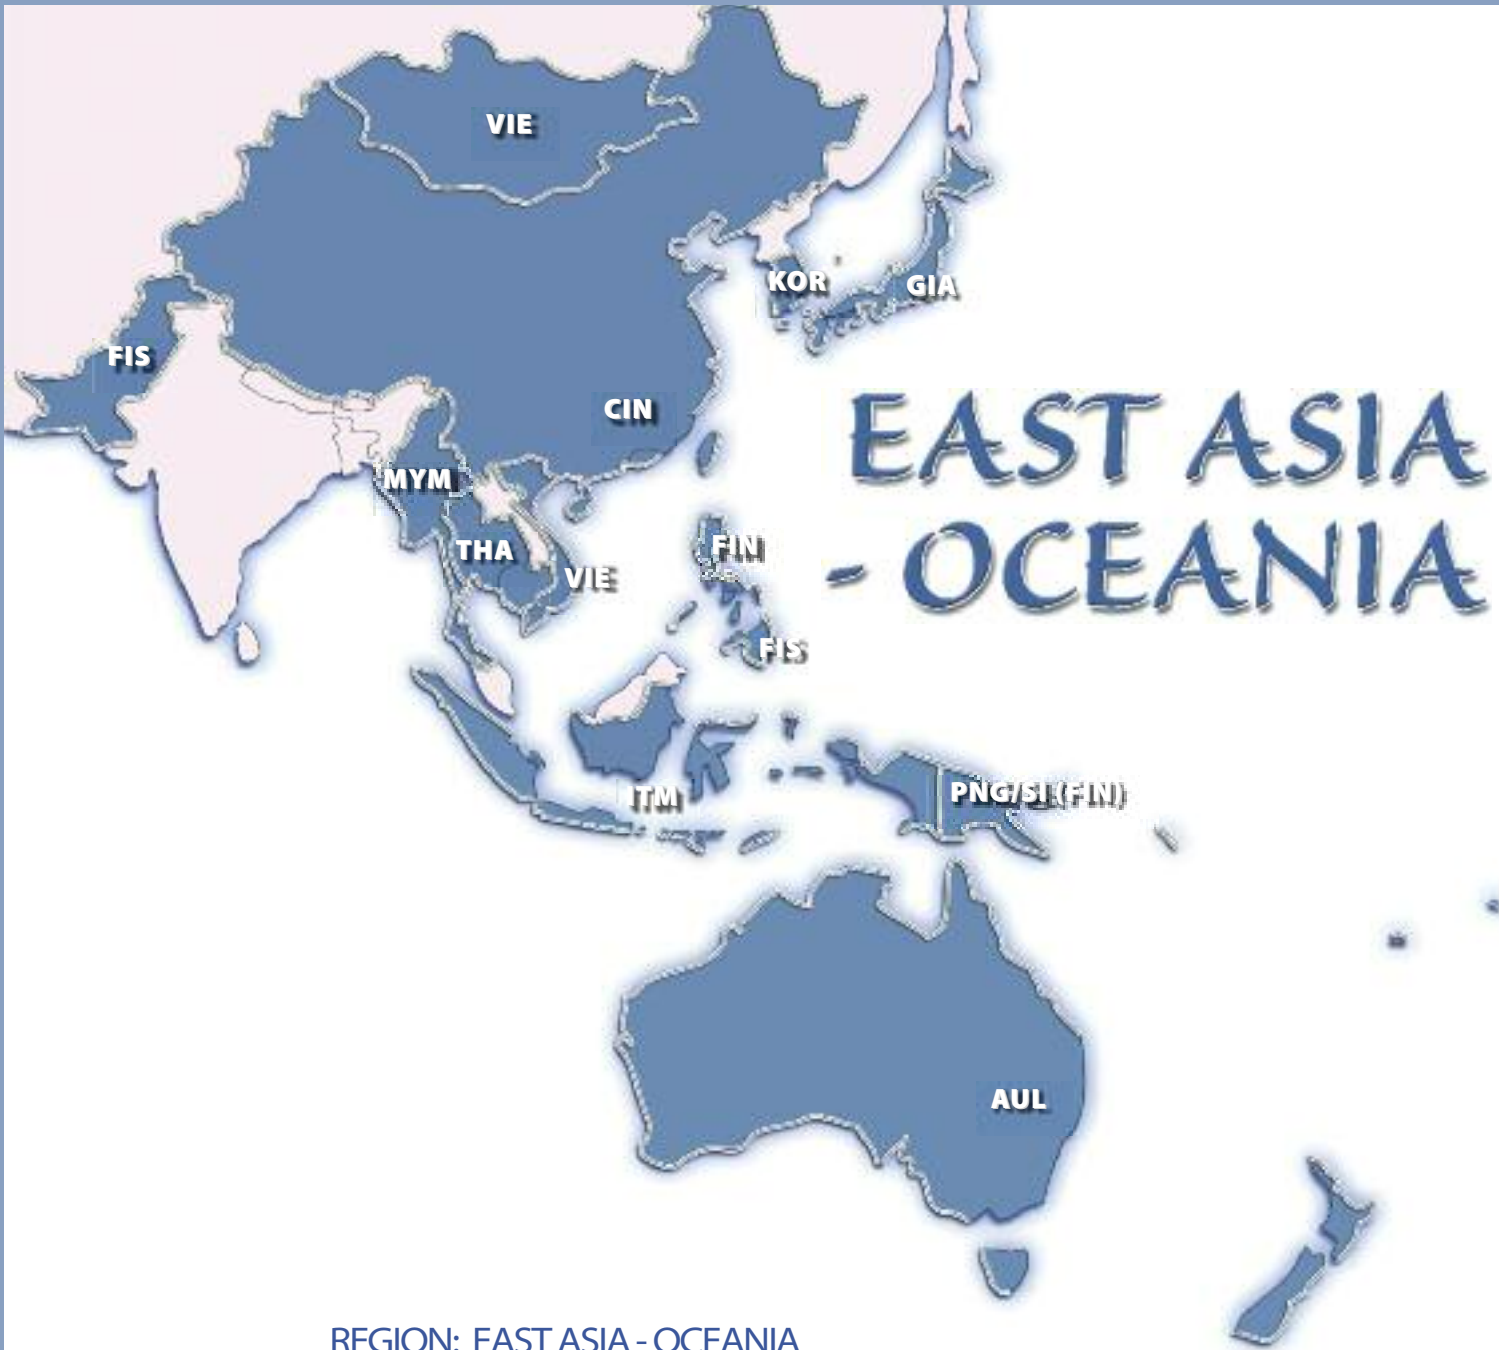 VIE
KOR
GIA
FIS
CIN
EAST ASIA
- OCEANIA
MYM
THA
VIE
FIN
FIS
ITM
PNG/SI (FIN)
AUL
REGION: EAST ASIA - OCEANIA